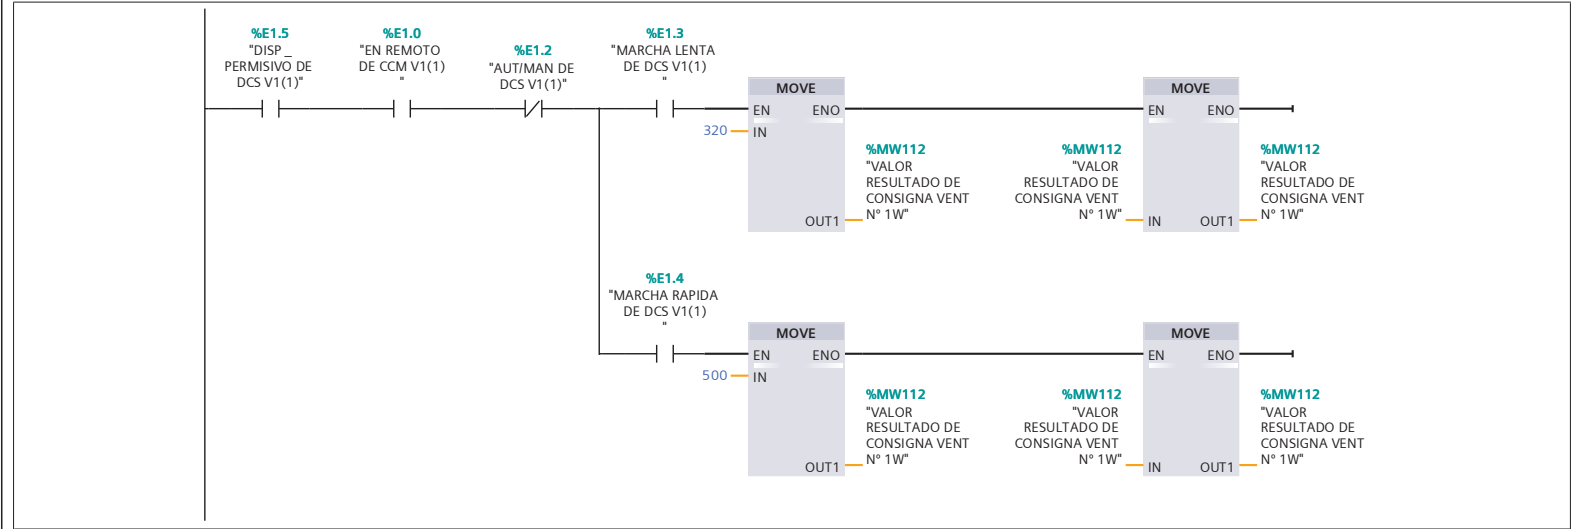 %E1.5
"DISP_
PERMISIVO DE
DCS V1(1)"
%E1.0
"EN REMOTO
DE CCM V1(1)
"
%E1.2
"AUT/MAN DE
DCS V1(1)"
%E1.3
"MARCHA LENTA
DE DCS V1(1)
"
MOVE
EN ENO
320 IN
%MW112
"VALOR
RESULTADO DE
CONSIGNA VENT
N° 1W"
OUT1
MOVE
EN ENO
%MW112
"VALOR
RESULTADO DE
CONSIGNA VENT
N° 1W"
IN OUT1
%MW112
"VALOR
RESULTADO DE
CONSIGNA VENT
N° 1W"
%E1.4
"MARCHA RAPIDA
DE DCS V1(1)
"
MOVE
EN ENO
500 IN
%MW112
"VALOR
RESULTADO DE
CONSIGNA VENT
N° 1W"
OUT1
MOVE
EN ENO
%MW112
"VALOR
RESULTADO DE
CONSIGNA VENT
N° 1W"
IN OUT1
%MW112
"VALOR
RESULTADO DE
CONSIGNA VENT
N° 1W"